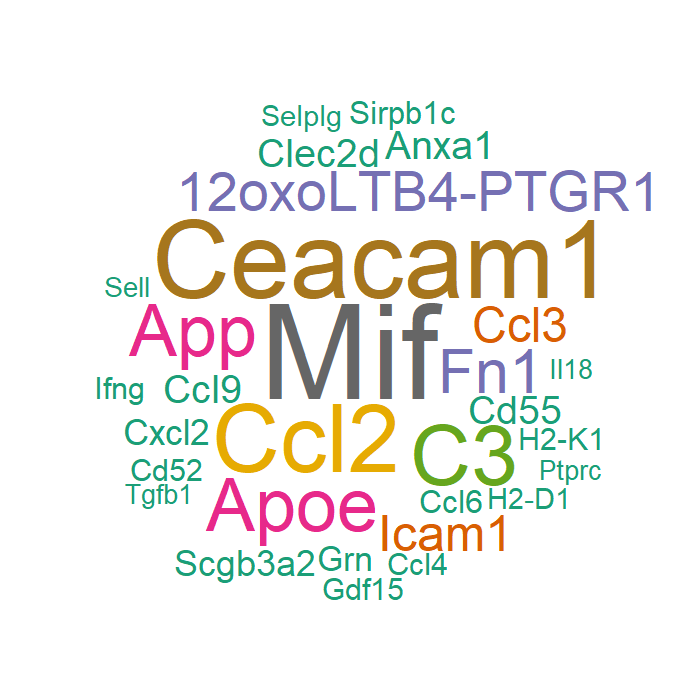 Selplg
Sirpb1c
Clec2d
Anxa1
12oxoLTB4-PTGR1
Ceacam1
Sell
App
Mif
Ccl3
Fn1
Il18
Ifng
Ccl9
Cd55
Cxcl2
Ccl2
C3
H2-K1
Cd52
Ptprc
Tgfb1
Apoe
Ccl6
H2-D1
Icam1
Scgb3a2
Grn
Ccl4
Gdf15